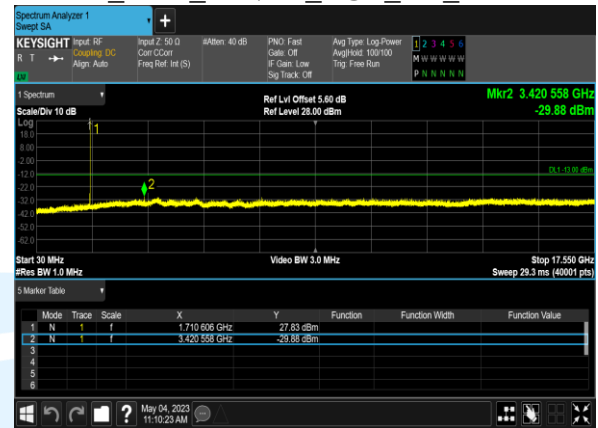 Spectrum Analyzer 1
Swept SA
+
KEYSIGHT Input: RF Input Z: 50 Ω #Atten: 40 dB PNO: Fast Avg Type: Log-Power 1 2 3 4 5 6
R T Coupling: DC Corr CCorr Gate: Off Avg|Hold: 100/100 M W W W W W
Align: Auto Freq Ref: Int (S) IF Gain: Low Trig: Free Run
Sig Track: Off P N N N N N
1 Spectrum Ref Lvl Offset 5.60 dB Mkr2 3.420 558 GHz
Scale/Div 10 dB Ref Level 28.00 dBm -29.88 dBm
Log
18.0 1
8.00
-2.00
-12.0 DL1 -13.00 dBm
-22.0 2
-32.0
-42.0
-52.0
-62.0
Start 30 MHz Video BW 3.0 MHz Stop 17.550 GHz
#Res BW 1.0 MHz Sweep 29.3 ms (40001 pts)
5 Marker Table
Mode Trace Scale X Y Function Function Width Function Value
1 N 1 f 1.710 606 GHz 27.83 dBm
2 N 1 f 3.420 558 GHz -29.88 dBm
3
4
5
6
? May 04, 2023
11:10:23 AM